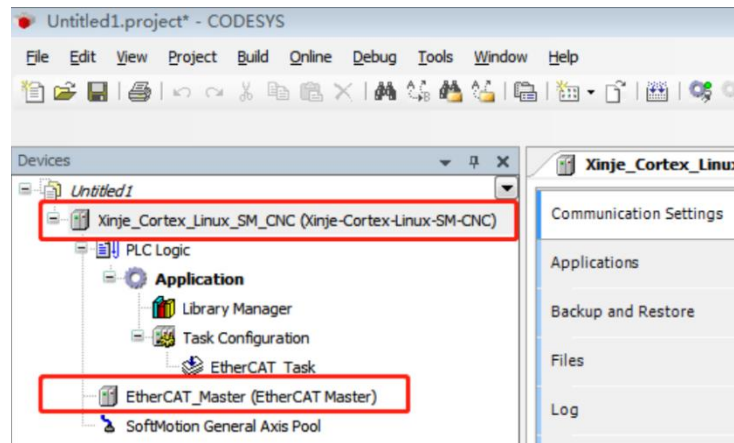 Untitled1.project* - CODESYS
File Edit View Project Build Online Debug Tools Window Help
Devices
Untitled1
Xinje_Cortex_Linux_SM_CNC (Xinje-Cortex-Linux-SM-CNC)
PLC Logic
Application
Library Manager
Task Configuration
EtherCAT_Task
EtherCAT_Master (EtherCAT Master)
SoftMotion General Axis Pool
Xinje_Cortex_Linux
Communication Settings
Applications
Backup and Restore
Files
Log